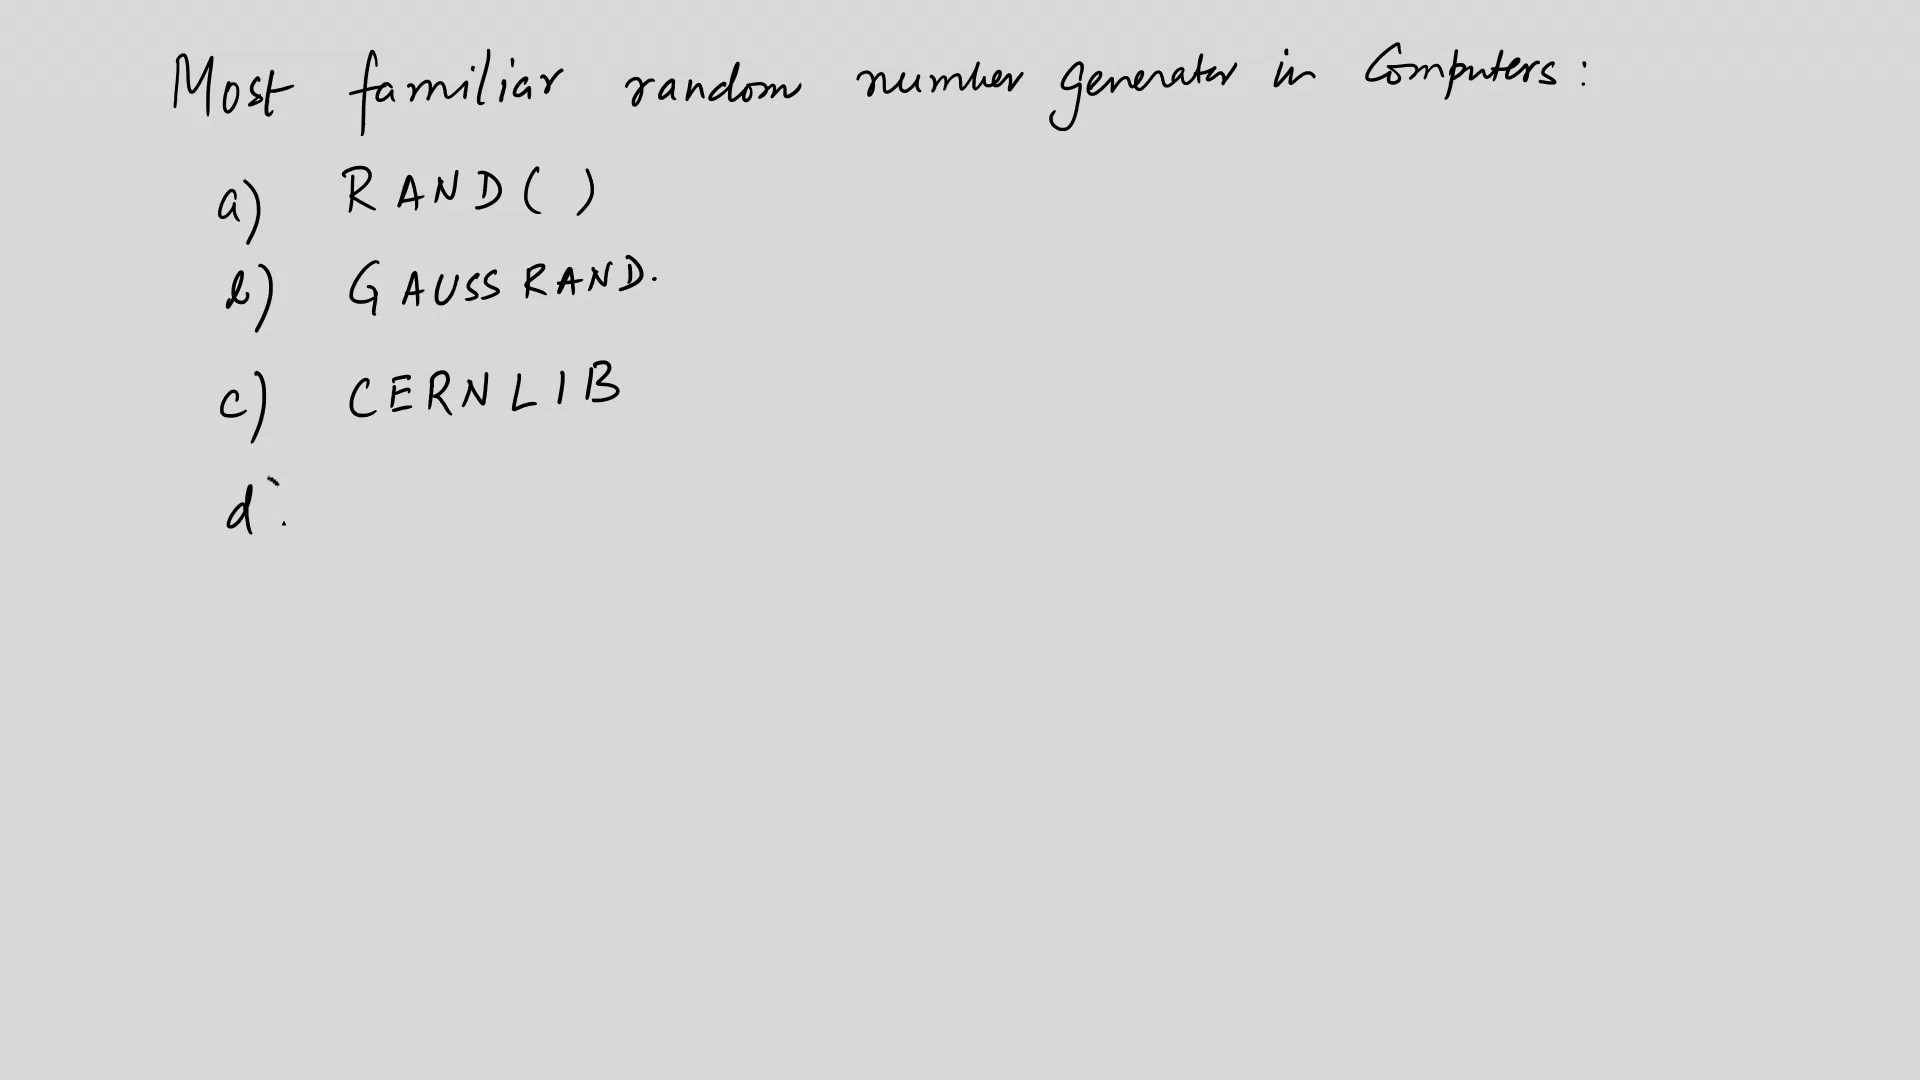 Most familiar random number generator in Computers:
a) RAND( )
b) GAUSSRAND.
c) CERNLIB
d